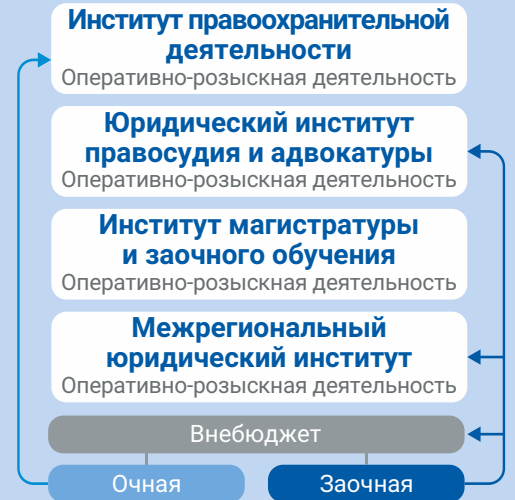 Институт правоохранительной
деятельности
Оперативно-розыскная деятельность
Юридический институт
правосудия и адвокатуры
Оперативно-розыскная деятельность
Институт магистратуры
и заочного обучения
Оперативно-розыскная деятельность
Межрегиональный
юридический институт
Оперативно-розыскная деятельность
Внебюджет
Очная
Заочная